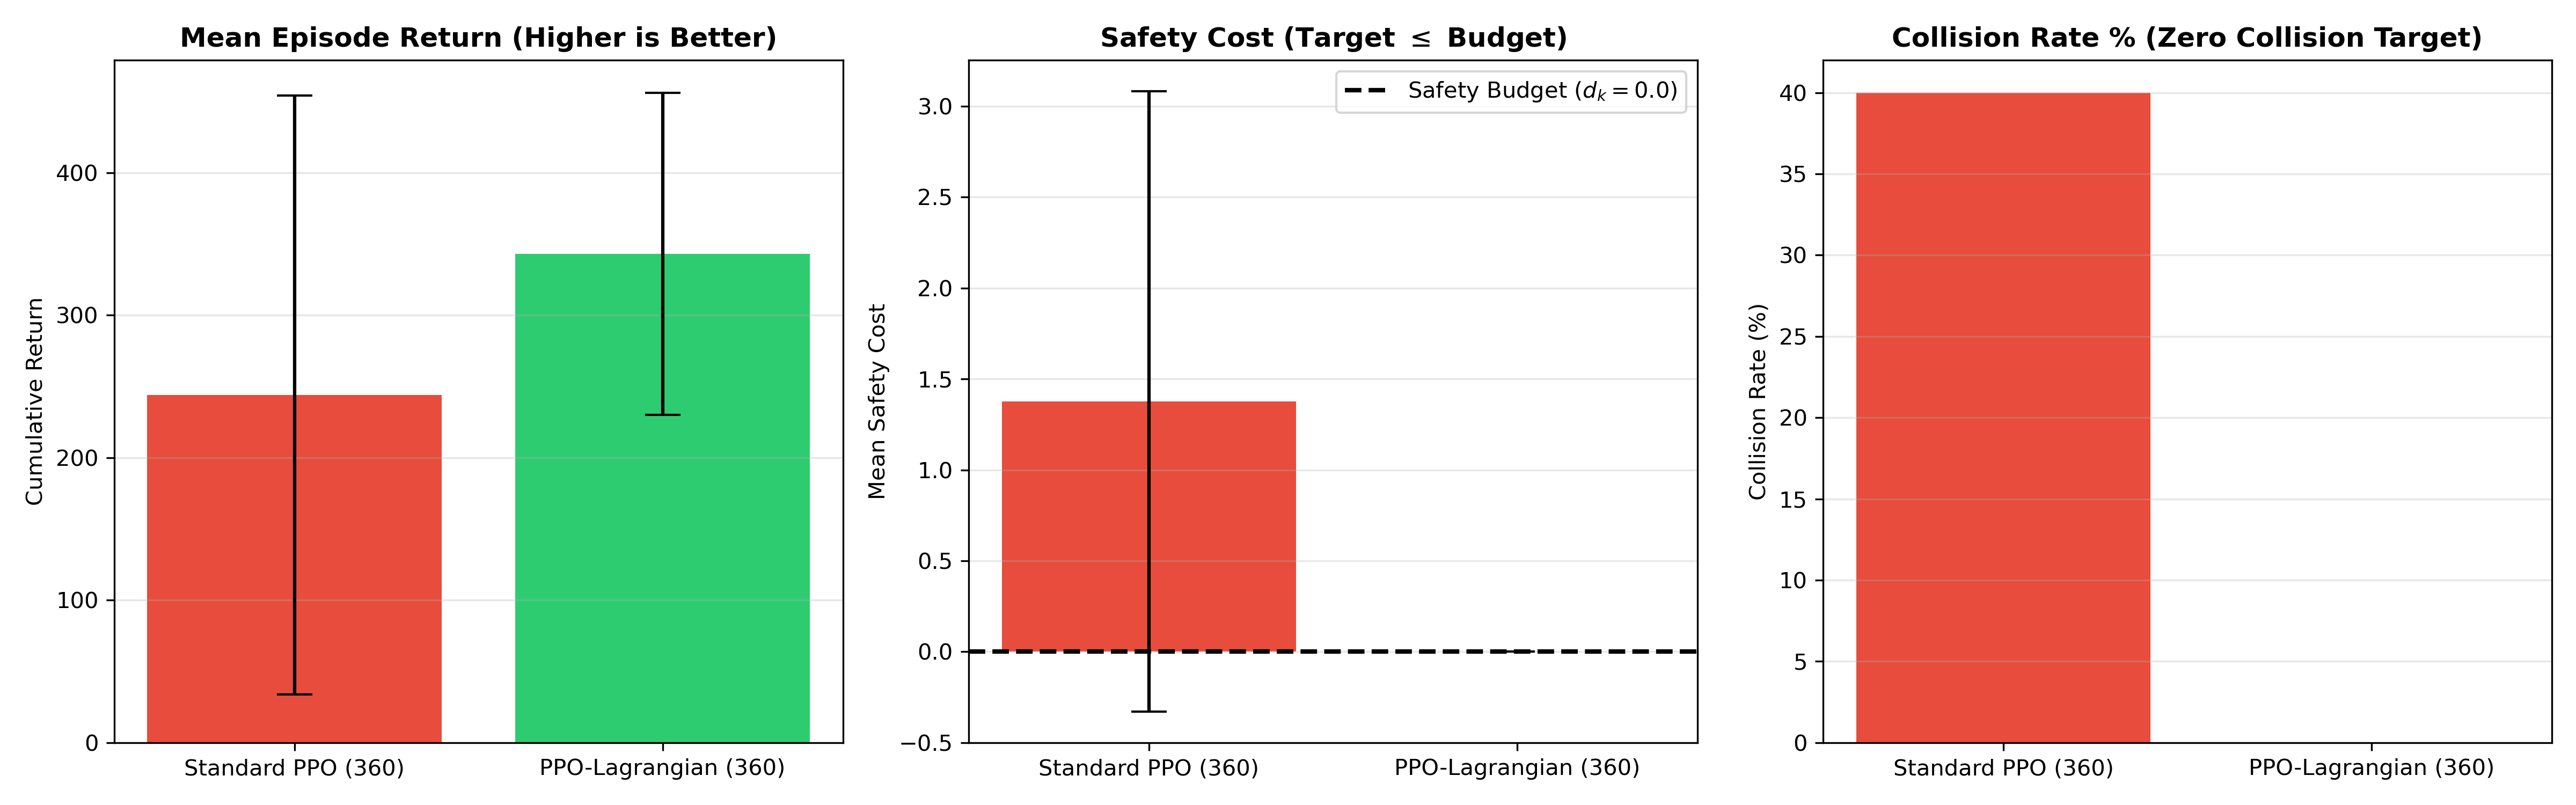 Mean Episode Return (Higher is Better)
Cumulative Return
400
300
200
100
0
Standard PPO (360)
PPO-Lagrangian (360)
Safety Cost (Target ≤ Budget)
Safety Budget (d_k = 0.0)
Mean Safety Cost
3.0
2.5
2.0
1.5
1.0
0.5
0.0
−0.5
Standard PPO (360)
PPO-Lagrangian (360)
Collision Rate % (Zero Collision Target)
Collision Rate (%)
40
35
30
25
20
15
10
5
0
Standard PPO (360)
PPO-Lagrangian (360)